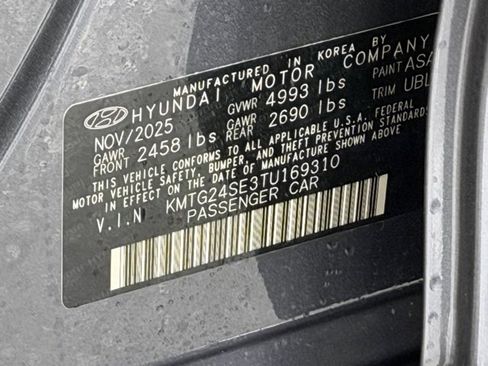 MANUFACTURED IN KOREA BY
HYUNDAI MOTOR COMPANY
NOV/2025 GVWR 4993 lbs PAINT ASA
GAWR FRONT 2458 lbs GAWR REAR 2690 lbs TRIM UBL
THIS VEHICLE CONFORMS TO ALL APPLICABLE U.S.A. FEDERAL
MOTOR VEHICLE SAFETY, BUMPER, AND THEFT PREVENTION STANDARDS
IN EFFECT ON THE DATE OF MANUFACTURE SHOWN ABOVE.
V.I.N KMTG24SE3TU169310
PASSENGER CAR